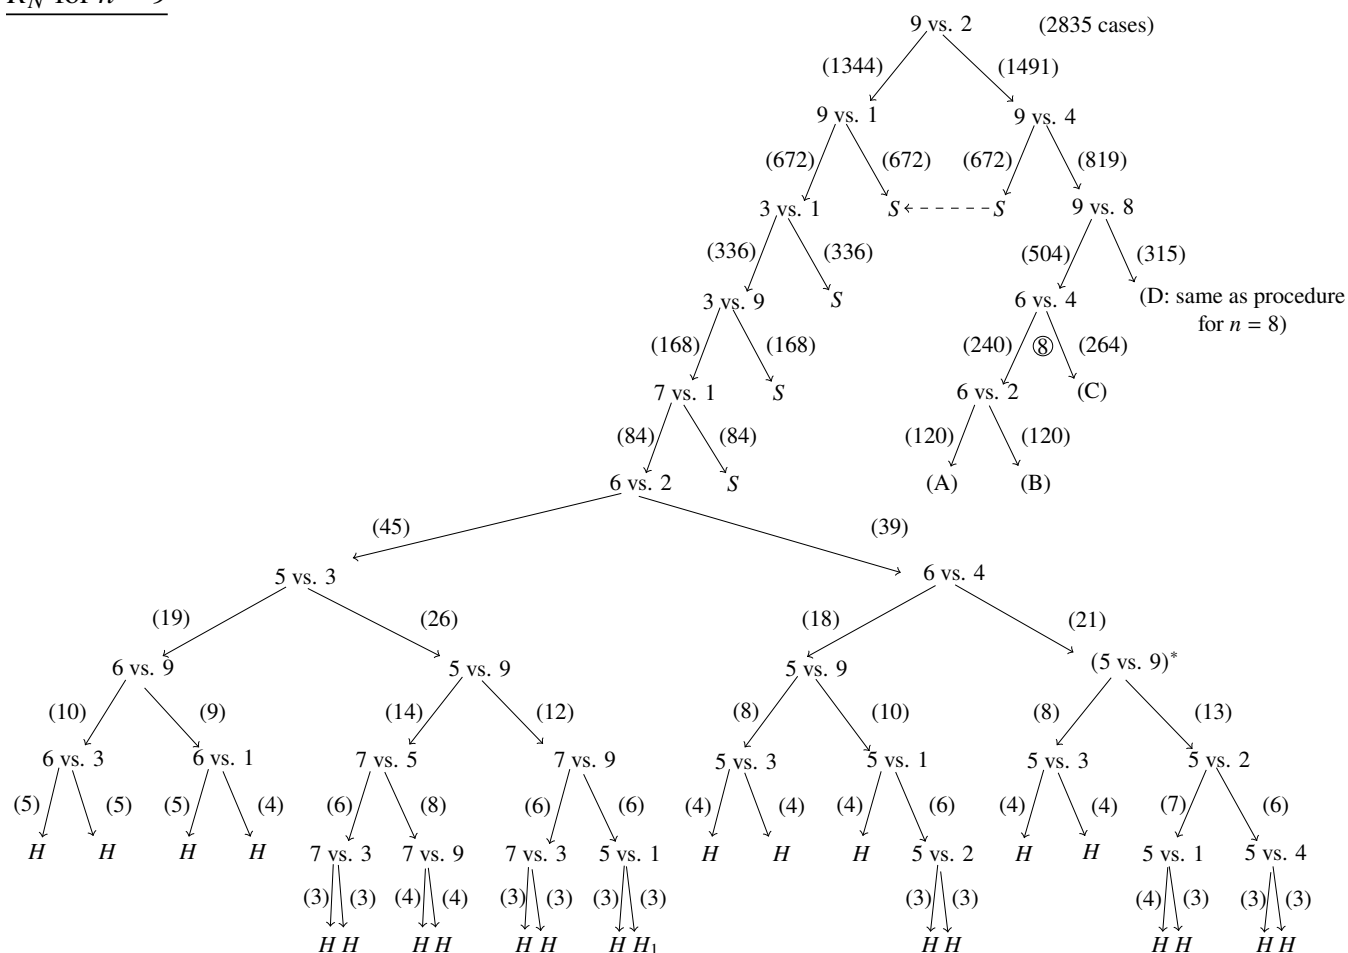 R_N for n = 9
9 vs. 2 (2835 cases)
(1344) (1491)
9 vs. 1 9 vs. 4
(672) (672) (672) (819)
3 vs. 1 S S 9 vs. 8
(336) (336) (504) (315)
3 vs. 9 S 6 vs. 4 (D: same as procedure
for n = 8)
(168) (168) (240) ⑧ (264)
7 vs. 1 S 6 vs. 2 (C)
(84) (84) (120) (120)
6 vs. 2 S (A) (B)
(45) (39)
5 vs. 3 6 vs. 4
(19) (26) (18) (21)
6 vs. 9 5 vs. 9 5 vs. 9 (5 vs. 9)*
(10) (9) (14) (12) (8) (10) (8) (13)
6 vs. 3 6 vs. 1 7 vs. 5 7 vs. 9 5 vs. 3 5 vs. 1 5 vs. 3 5 vs. 2
(5) (5) (5) (4) (6) (8) (6) (6) (4) (4) (4) (6) (4) (4) (7) (6)
H H H H 7 vs. 3 7 vs. 9 7 vs. 3 5 vs. 1 H H H 5 vs. 2 H H 5 vs. 1 5 vs. 4
(3) (3) (4) (4) (3) (3) (3) (3) (3) (3) (4) (3) (3) (3)
H H H H H H H H₁ H H H H H H